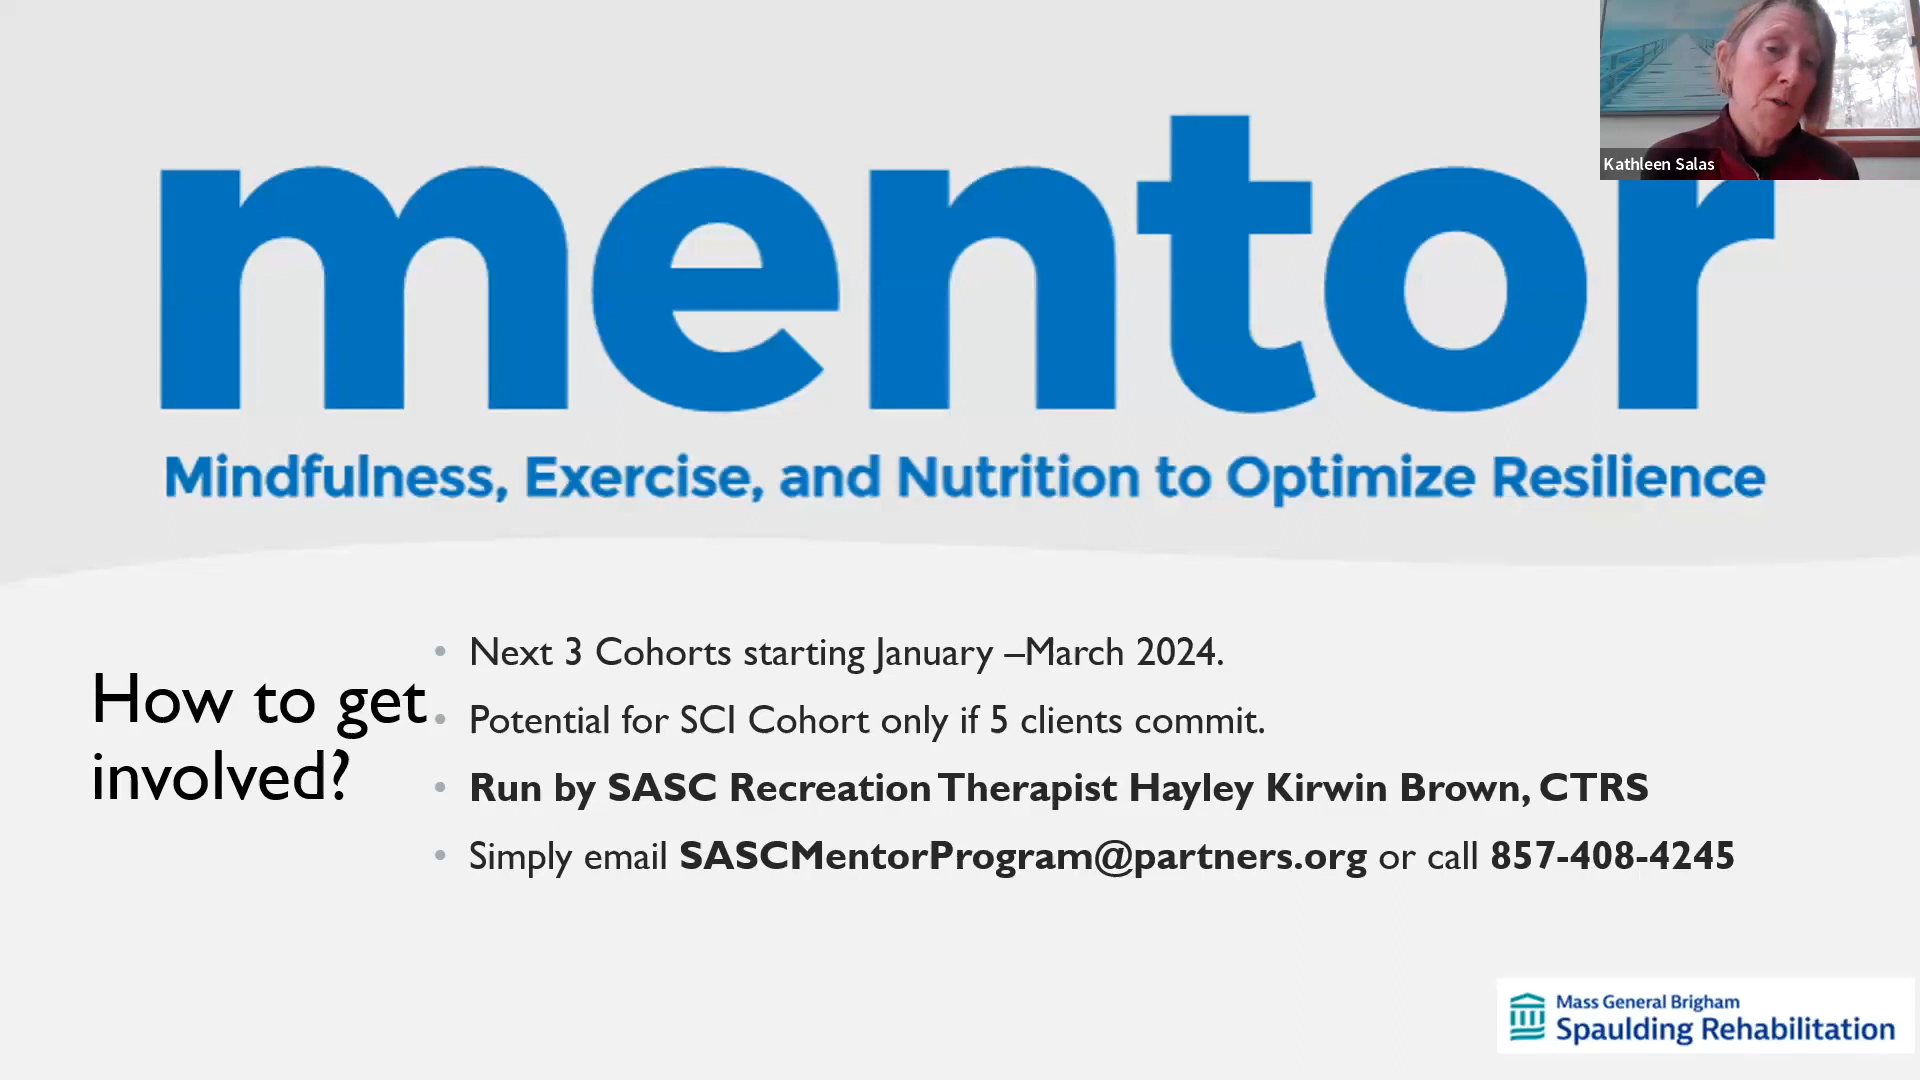 mentor
Kathleen Salas
Mindfulness, Exercise, and Nutrition to Optimize Resilience
How to get
involved?
• Next 3 Cohorts starting January –March 2024.
• Potential for SCI Cohort only if 5 clients commit.
• Run by SASC Recreation Therapist Hayley Kirwin Brown, CTRS
• Simply email SASCMentorProgram@partners.org or call 857-408-4245
Mass General Brigham
Spaulding Rehabilitation